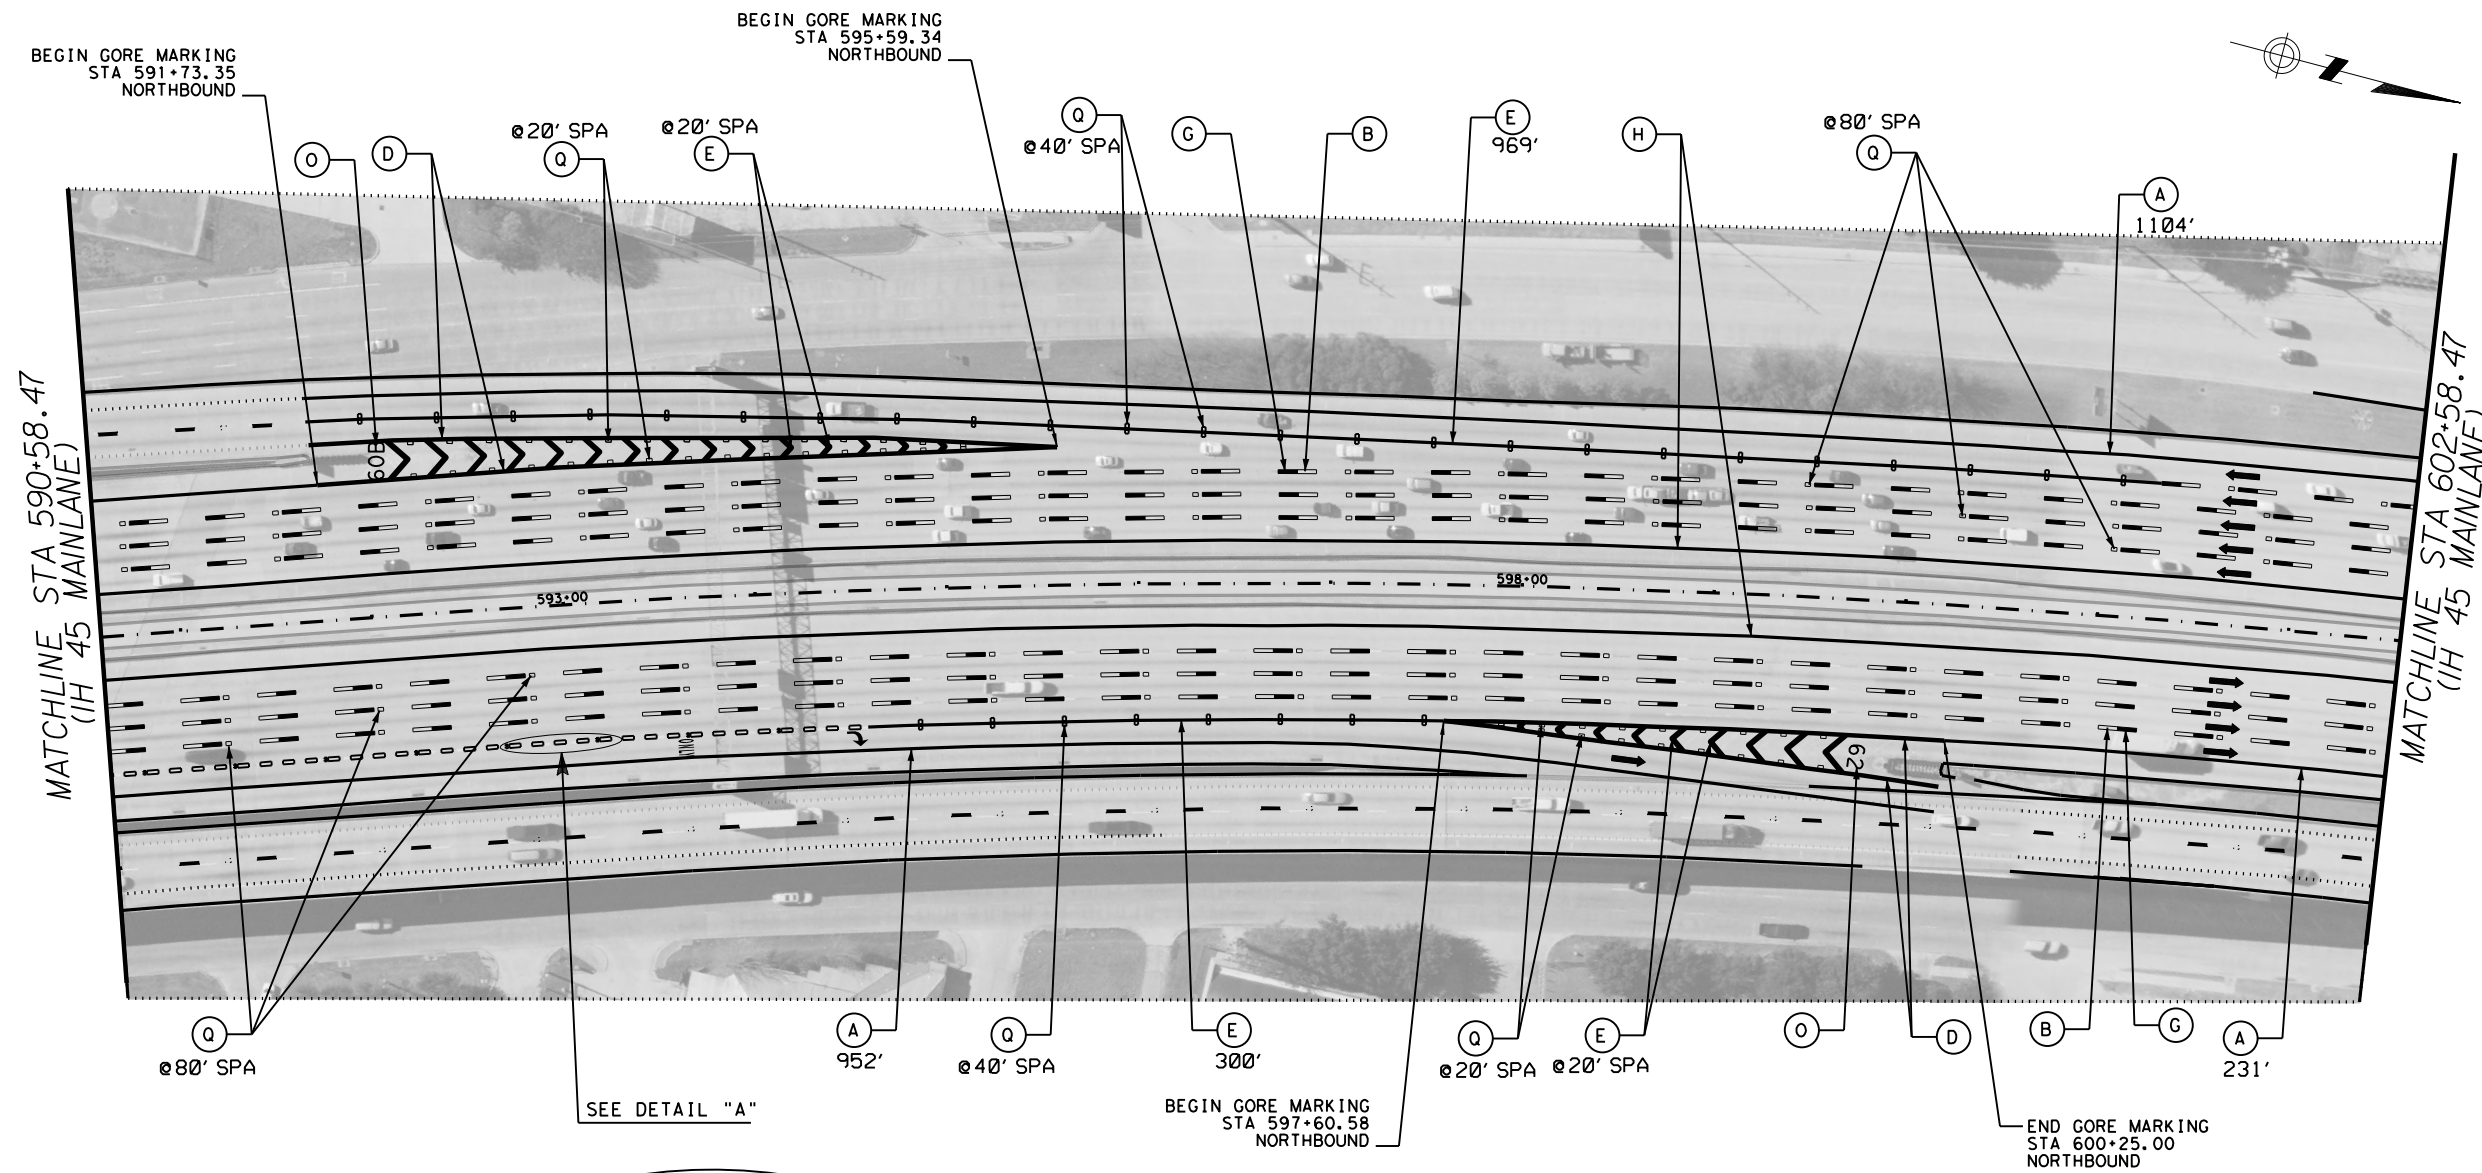 BEGIN GORE MARKING
STA 595+59.34
NORTHBOUND
BEGIN GORE MARKING
STA 591+73.35
NORTHBOUND
O
D
@20' SPA
Q
@20' SPA
E
Q
@40' SPA
G
B
E
969'
H
@80' SPA
Q
A
1104'
MATCHLINE STA 590+58.47
(IH 45 MAINLANE)
MATCHLINE STA 602+58.47
(IH 45 MAINLANE)
60B
593+00
598+00
62
Q
@80' SPA
SEE DETAIL "A"
A
952'
Q
@40' SPA
E
300'
BEGIN GORE MARKING
STA 597+60.58
NORTHBOUND
Q
@20' SPA
E
@20' SPA
O
D
B
G
A
231'
END GORE MARKING
STA 600+25.00
NORTHBOUND